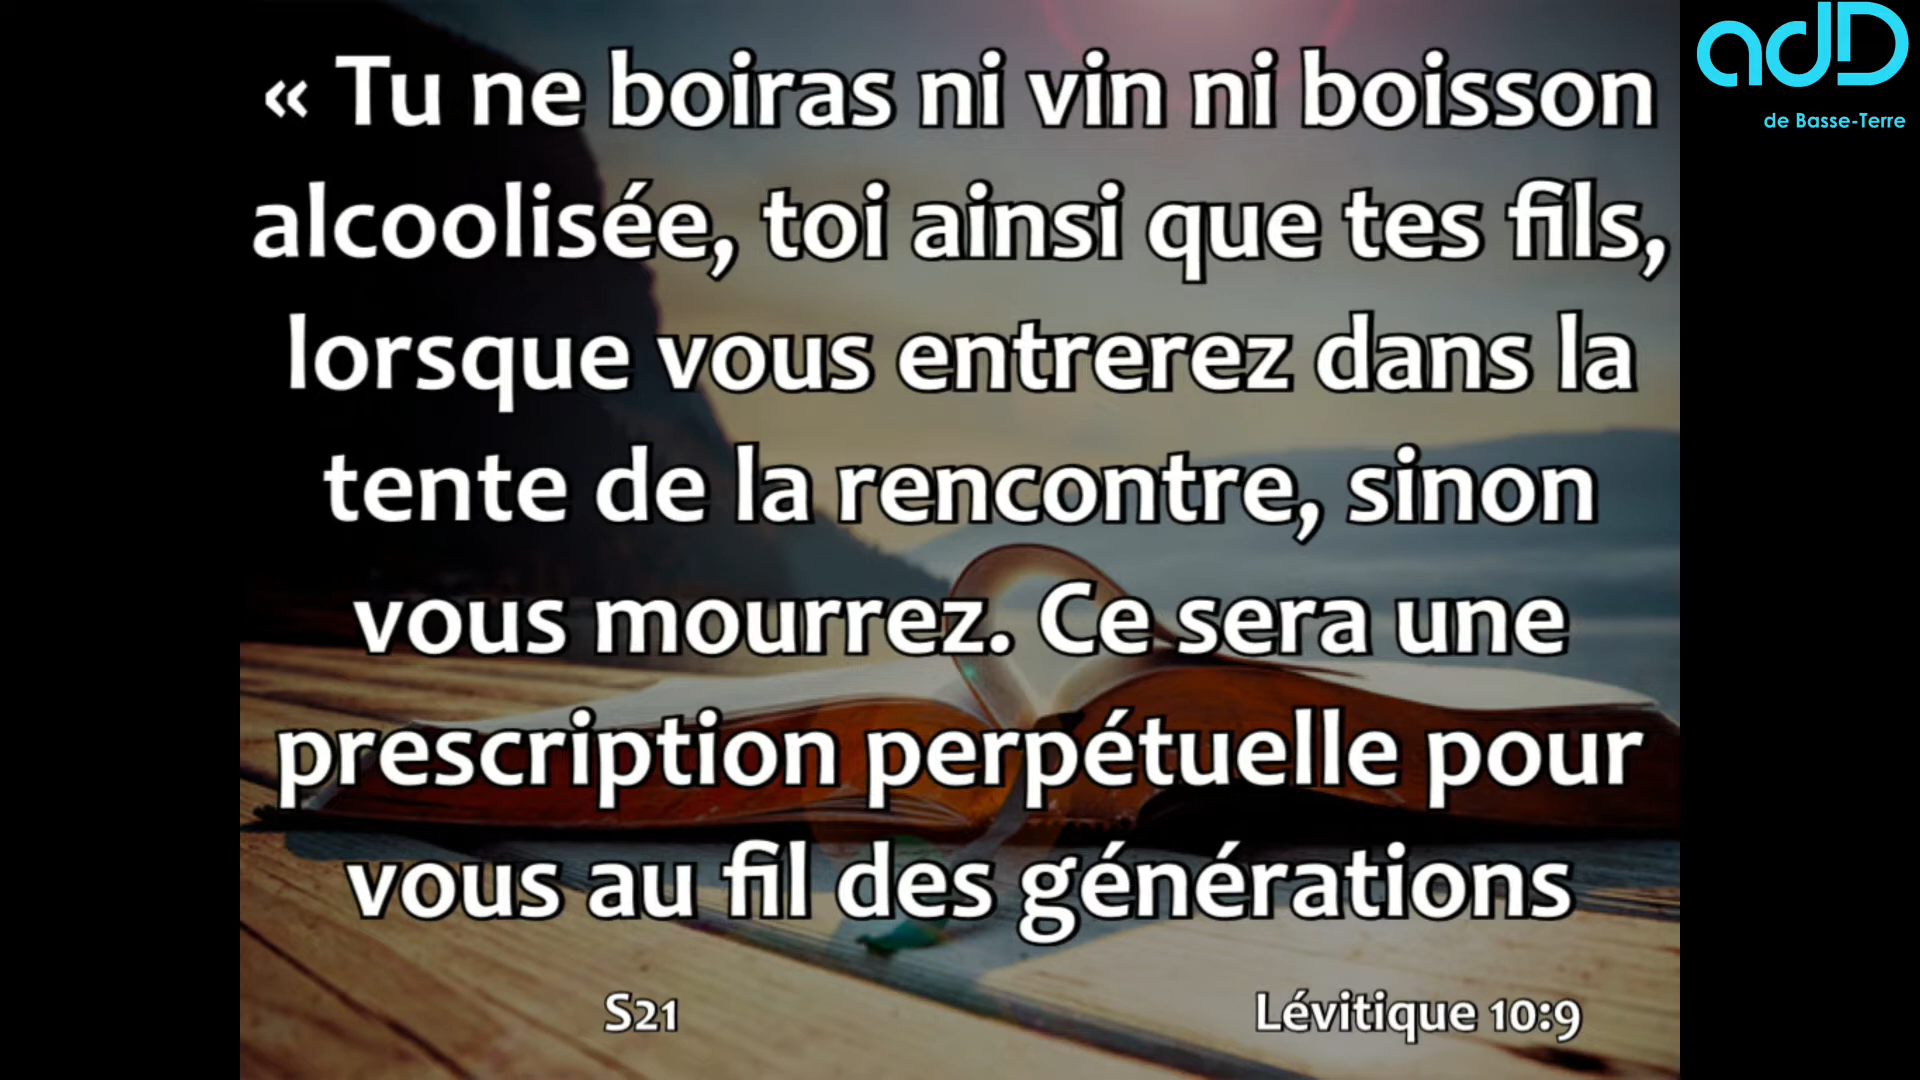 « Tu ne boiras ni vin ni boisson
alcoolisée, toi ainsi que tes fils,
lorsque vous entrerez dans la
tente de la rencontre, sinon
vous mourrez. Ce sera une
prescription perpétuelle pour
vous au fil des générations
S21
Lévitique 10:9
adD
de Basse-Terre